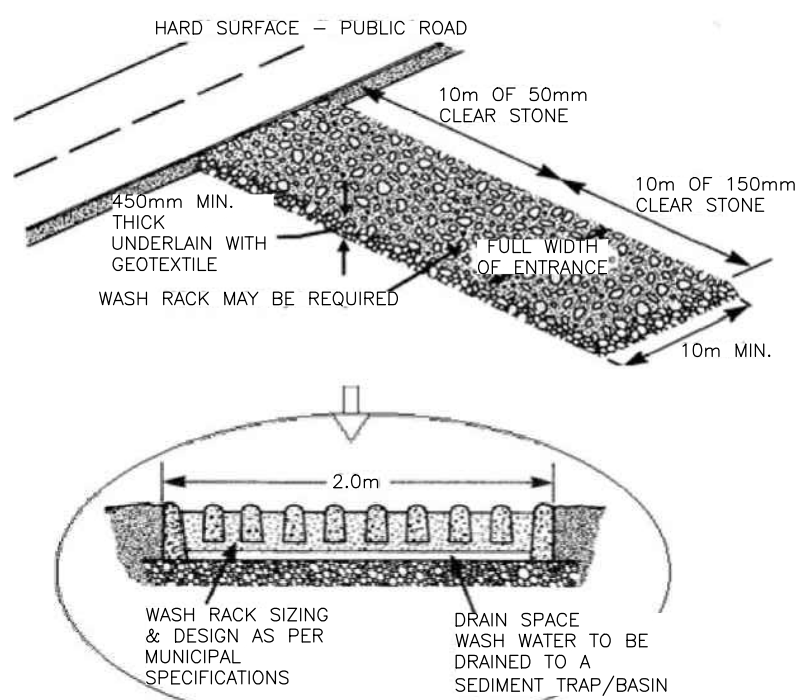 HARD SURFACE – PUBLIC ROAD
10m OF 50mm
CLEAR STONE
10m OF 150mm
CLEAR STONE
450mm MIN.
THICK
UNDERLAIN WITH
GEOTEXTILE
FULL WIDTH
OF ENTRANCE
WASH RACK MAY BE REQUIRED
10m MIN.
2.0m
WASH RACK SIZING
& DESIGN AS PER
MUNICIPAL
SPECIFICATIONS
DRAIN SPACE
WASH WATER TO BE
DRAINED TO A
SEDIMENT TRAP/BASIN